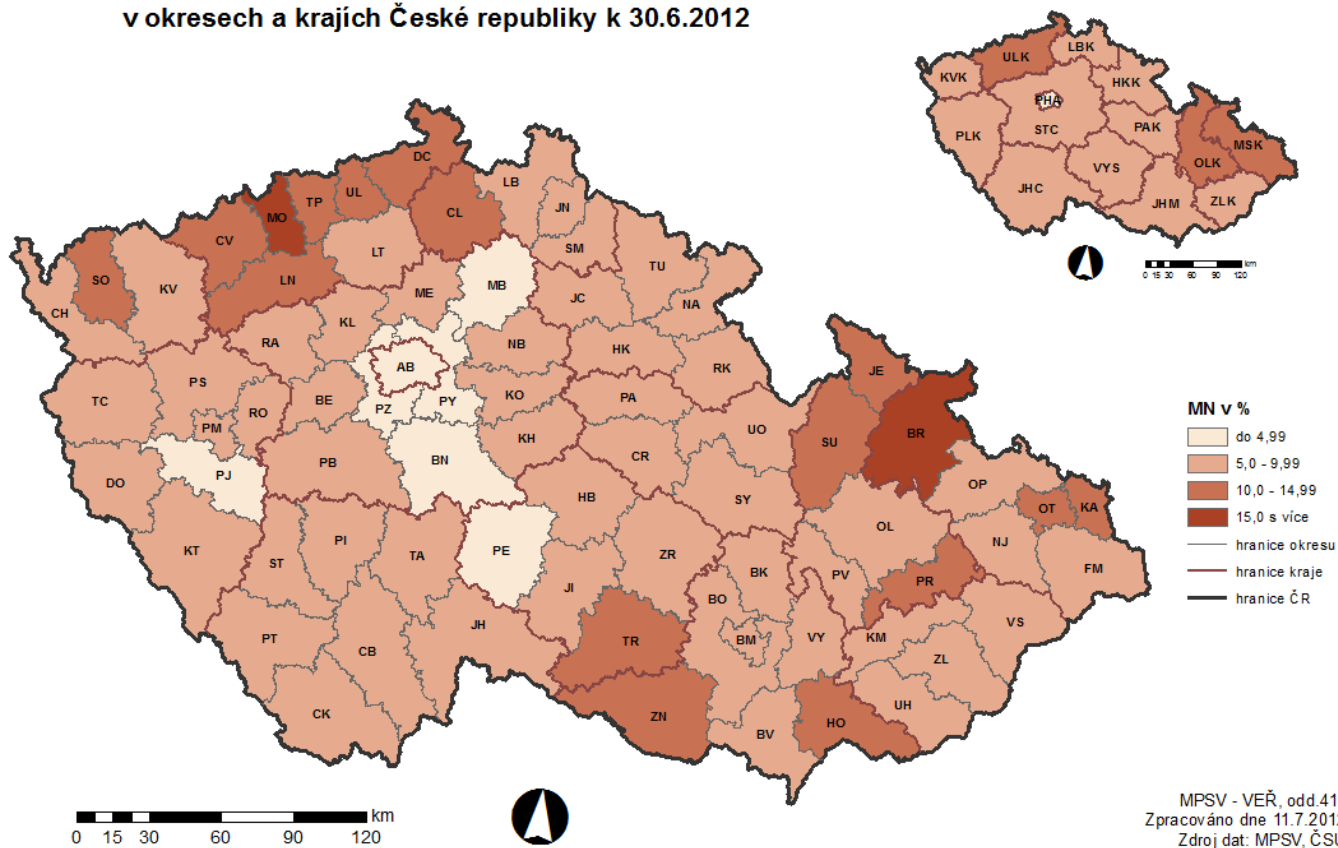 v okresech a krajích České republiky k 30.6.2012
ULK
LBK
KVK
HKK
PHA
PLK
STC
PAK
MSK
OLK
VYS
JHC
JHM
ZLK
km
0 15 30 60 90 120
DC
LB
UL
TP
MO
CL
JN
CV
LT
SM
TU
SO
KV
LN
MB
ME
JC
NA
CH
KL
RA
NB
HK
AB
RK
JE
PS
TC
BE
PZ
PY
KO
PA
RO
PM
UO
SU
BR
KH
PB
BN
CR
PJ
DO
OP
HB
SY
OT
KA
OL
KT
PI
ST
TA
PE
ZR
NJ
BK
FM
JI
PV
PR
BO
PT
CB
JH
TR
BM
VY
KM
VS
ZL
CK
ZN
UH
HO
BV
MN v %
do 4,99
5,0 - 9,99
10,0 - 14,99
15,0 s více
hranice okresu
hranice kraje
hranice ČR
km
0 15 30 60 90 120
MPSV - VEŘ, odd.41
Zpracováno dne 11.7.2012
Zdroj dat: MPSV, ČSÚ